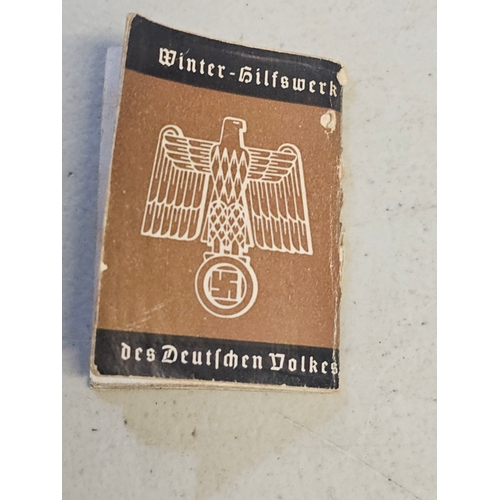 Winter-Hilfswerk
des Deutſchen Volkes